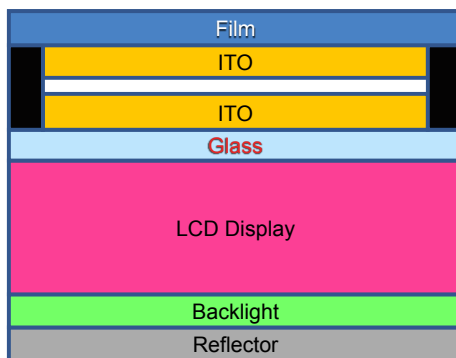 Film
ITO
ITO
Glass
LCD Display
Backlight
Reflector